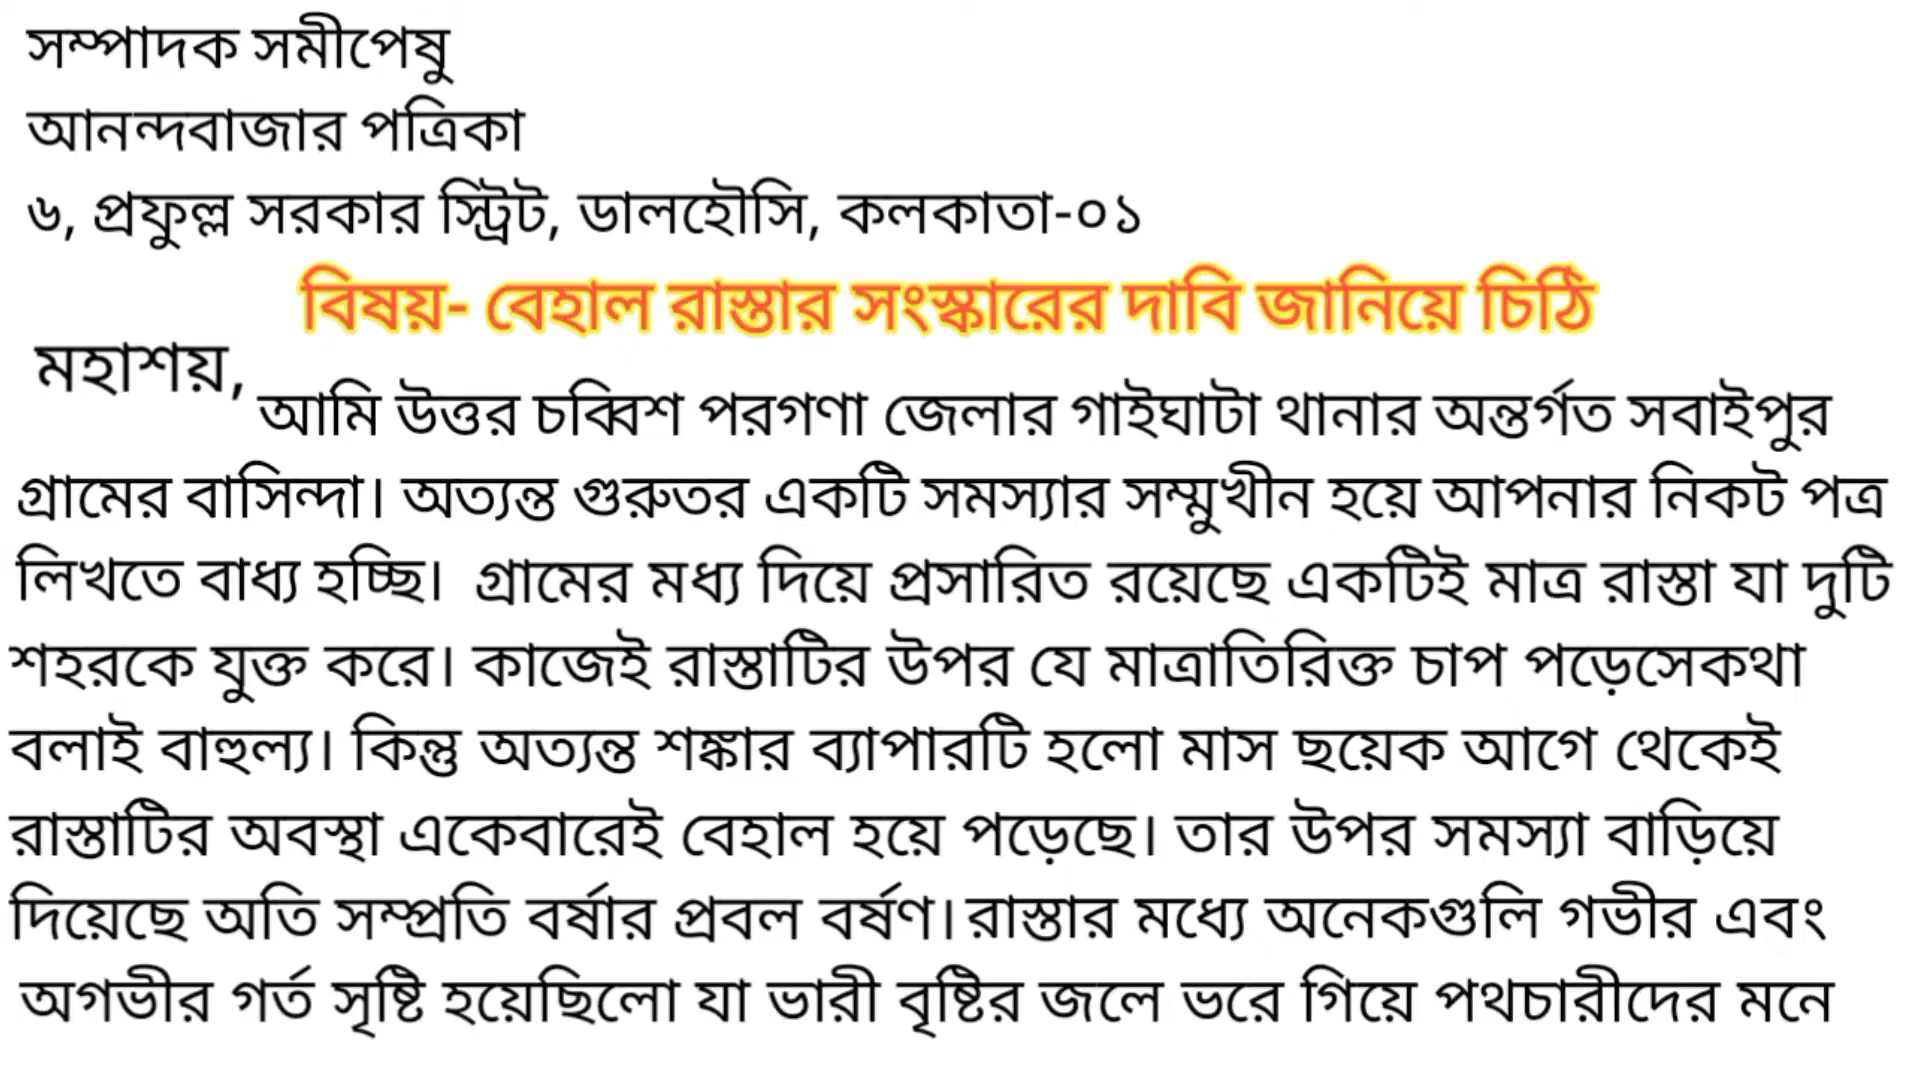 সম্পাদক সমীপেষু
আনন্দবাজার পত্রিকা
৬, প্রফুল্ল সরকার স্ট্রিট, ডালহৌসি, কলকাতা-০১
বিষয়- বেহাল রাস্তার সংস্কারের দাবি জানিয়ে চিঠি
মহাশয়,
আমি উত্তর চব্বিশ পরগণা জেলার গাইঘাটা থানার অন্তর্গত সবাইপুর
গ্রামের বাসিন্দা। অত্যন্ত গুরুতর একটি সমস্যার সম্মুখীন হয়ে আপনার নিকট পত্র
লিখতে বাধ্য হচ্ছি। গ্রামের মধ্য দিয়ে প্রসারিত রয়েছে একটিই মাত্র রাস্তা যা দুটি
শহরকে যুক্ত করে। কাজেই রাস্তাটির উপর যে মাত্রাতিরিক্ত চাপ পড়েসেকথা
বলাই বাহুল্য। কিন্তু অত্যন্ত শঙ্কার ব্যাপারটি হলো মাস ছয়েক আগে থেকেই
রাস্তাটির অবস্থা একেবারেই বেহাল হয়ে পড়েছে। তার উপর সমস্যা বাড়িয়ে
দিয়েছে অতি সম্প্রতি বর্ষার প্রবল বর্ষণ। রাস্তার মধ্যে অনেকগুলি গভীর এবং
অগভীর গর্ত সৃষ্টি হয়েছিলো যা ভারী বৃষ্টির জলে ভরে গিয়ে পথচারীদের মনে